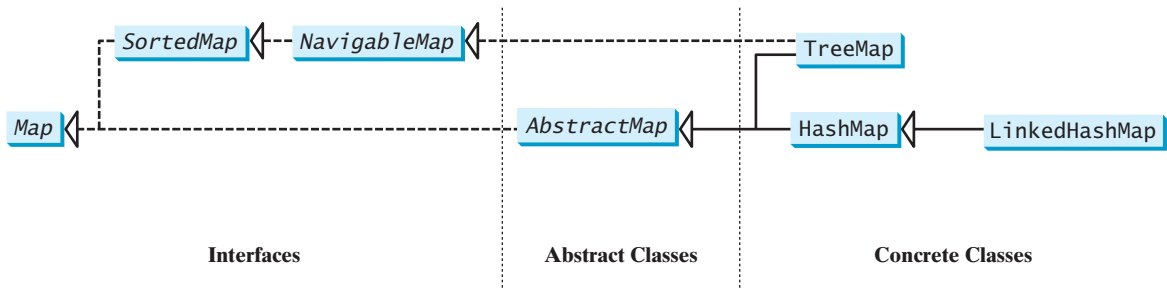 SortedMap
NavigableMap
TreeMap
Map
AbstractMap
HashMap
LinkedHashMap
Interfaces
Abstract Classes
Concrete Classes